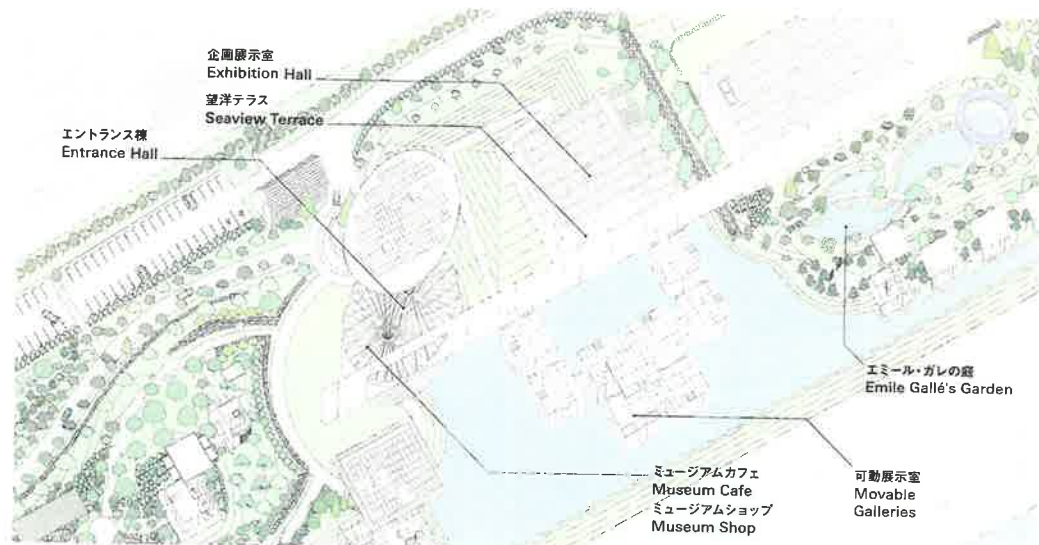 企画展示室
Exhibition Hall
望洋テラス
Seaview Terrace
エントランス棟
Entrance Hall
エミール・ガレの庭
Emile Gallé's Garden
ミュージアムカフェ
Museum Cafe
ミュージアムショップ
Museum Shop
可動展示室
Movable
Galleries